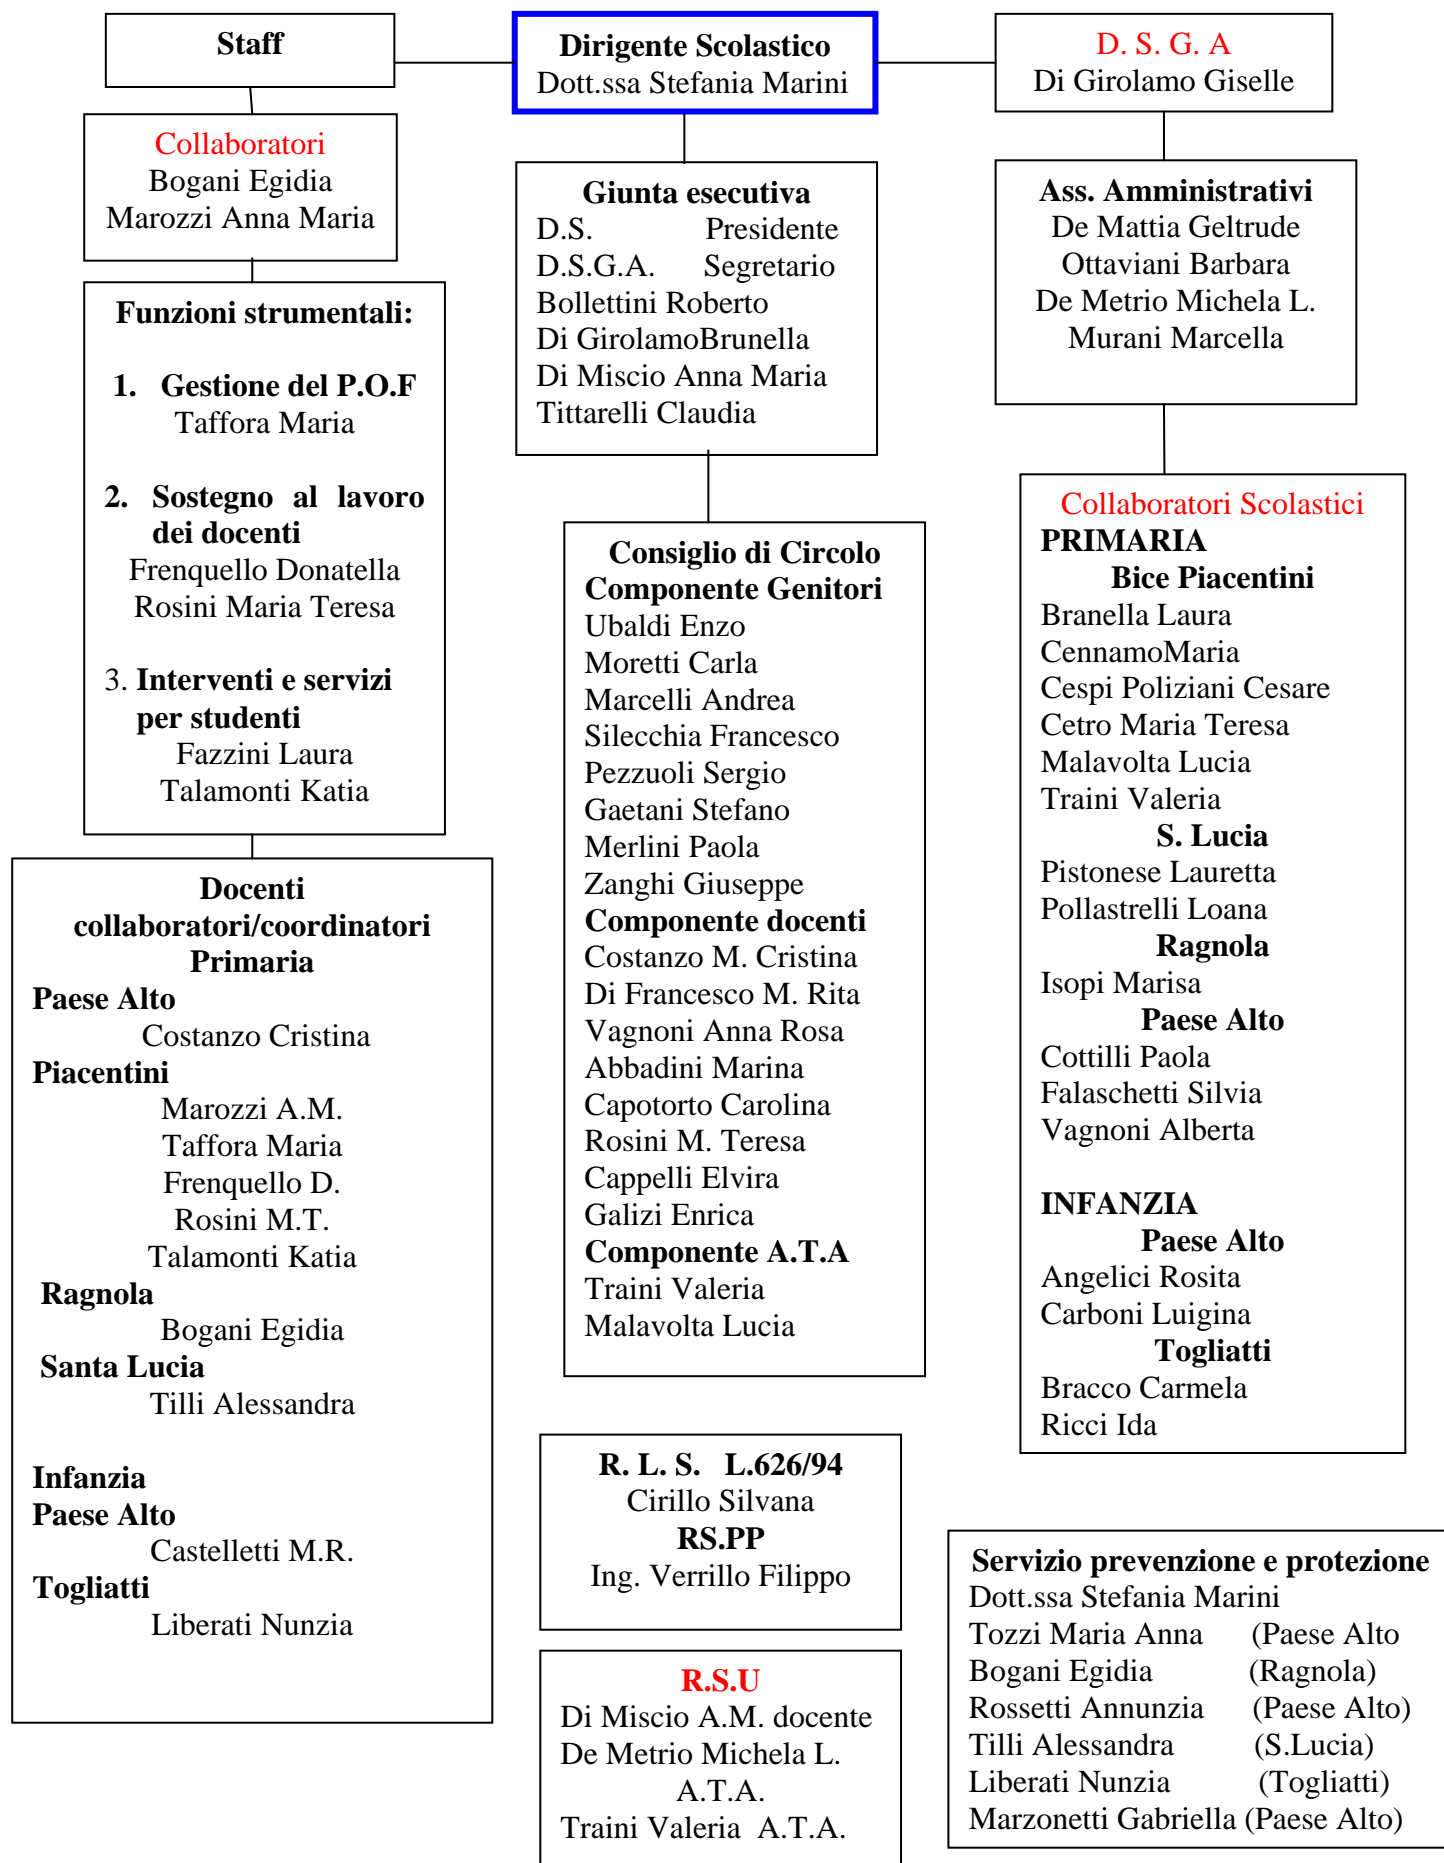 Staff
Dirigente Scolastico
Dott.ssa Stefania Marini
D. S. G. A
Di Girolamo Giselle
Collaboratori
Bogani Egidia
Marozzi Anna Maria
Giunta esecutiva
D.S. Presidente
D.S.G.A. Segretario
Bollettini Roberto
Di GirolamoBrunella
Di Miscio Anna Maria
Tittarelli Claudia
Ass. Amministrativi
De Mattia Geltrude
Ottaviani Barbara
De Metrio Michela L.
Murani Marcella
Funzioni strumentali:
1. Gestione del P.O.F
Taffora Maria
2. Sostegno al lavoro
dei docenti
Frenquello Donatella
Rosini Maria Teresa
3. Interventi e servizi
per studenti
Fazzini Laura
Talamonti Katia
Consiglio di Circolo
Componente Genitori
Ubaldi Enzo
Moretti Carla
Marcelli Andrea
Silecchia Francesco
Pezzuoli Sergio
Gaetani Stefano
Merlini Paola
Zanghi Giuseppe
Componente docenti
Costanzo M. Cristina
Di Francesco M. Rita
Vagnoni Anna Rosa
Abbadini Marina
Capotorto Carolina
Rosini M. Teresa
Cappelli Elvira
Galizi Enrica
Componente A.T.A
Traini Valeria
Malavolta Lucia
Collaboratori Scolastici
PRIMARIA
Bice Piacentini
Branella Laura
CennamoMaria
Cespi Poliziani Cesare
Cetro Maria Teresa
Malavolta Lucia
Traini Valeria
S. Lucia
Pistonese Lauretta
Pollastrelli Loana
Ragnola
Isopi Marisa
Paese Alto
Cottilli Paola
Falaschetti Silvia
Vagnoni Alberta
INFANZIA
Paese Alto
Angelici Rosita
Carboni Luigina
Togliatti
Bracco Carmela
Ricci Ida
Docenti
collaboratori/coordinatori
Primaria
Paese Alto
Costanzo Cristina
Piacentini
Marozzi A.M.
Taffora Maria
Frenquello D.
Rosini M.T.
Talamonti Katia
Ragnola
Bogani Egidia
Santa Lucia
Tilli Alessandra
Infanzia
Paese Alto
Castelletti M.R.
Togliatti
Liberati Nunzia
R. L. S. L.626/94
Cirillo Silvana
RS.PP
Ing. Verrillo Filippo
R.S.U
Di Miscio A.M. docente
De Metrio Michela L.
A.T.A.
Traini Valeria A.T.A.
Servizio prevenzione e protezione
Dott.ssa Stefania Marini
Tozzi Maria Anna (Paese Alto
Bogani Egidia (Ragnola)
Rossetti Annunzia (Paese Alto)
Tilli Alessandra (S.Lucia)
Liberati Nunzia (Togliatti)
Marzonetti Gabriella (Paese Alto)